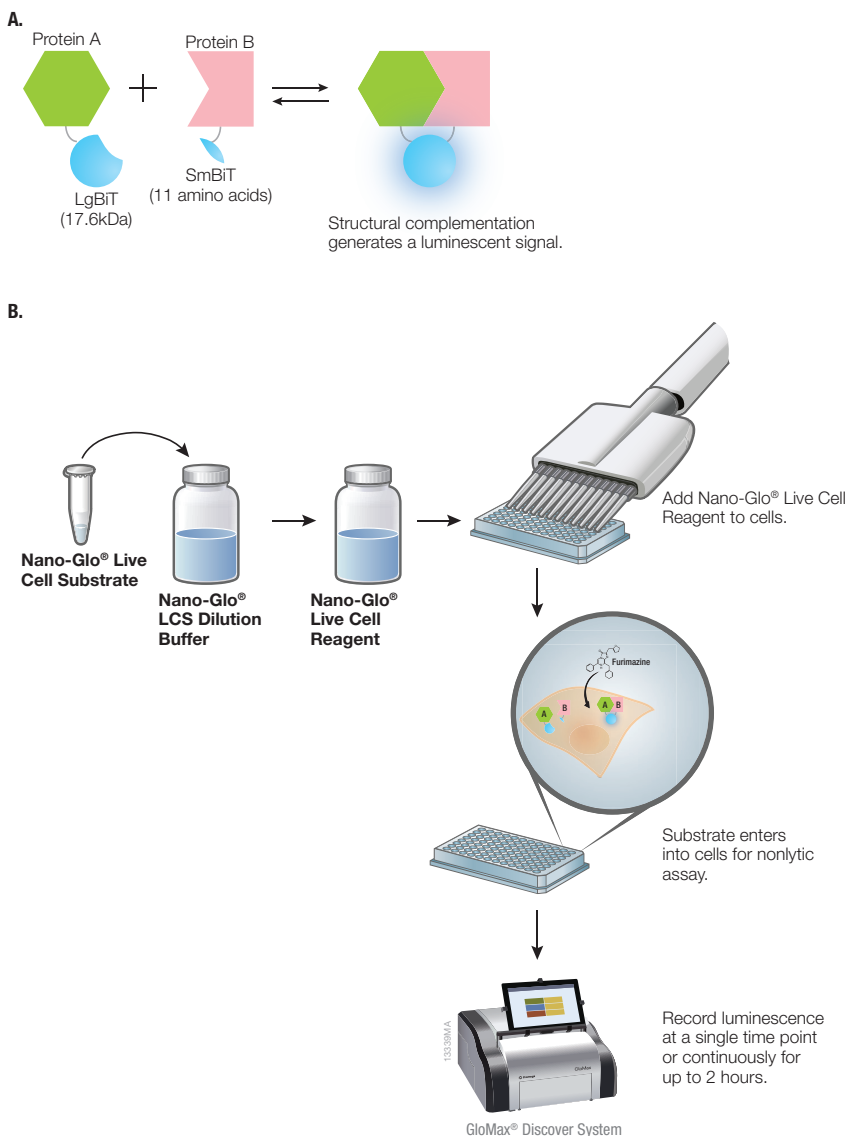 A.
Protein A
Protein B
LgBiT
(17.6kDa)
SmBiT
(11 amino acids)
Structural complementation
generates a luminescent signal.
B.
Nano-Glo® Live
Cell Substrate
Nano-Glo®
LCS Dilution
Buffer
Nano-Glo®
Live Cell
Reagent
Add Nano-Glo® Live Cell
Reagent to cells.
Furimazine
A
B
A
B
Substrate enters
into cells for nonlytic
assay.
13339MA
Promega
GloMax
Record luminescence
at a single time point
or continuously for
up to 2 hours.
GloMax® Discover System